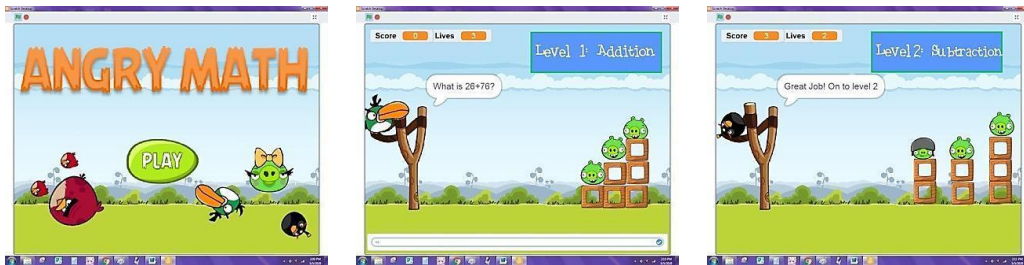 ANGRY MATH
PLAY
Score 0 Lives 3
Level 1: Addition
What is 26+76?
Score 3 Lives 2
Level 2: Subtraction
Great Job! On to level 2